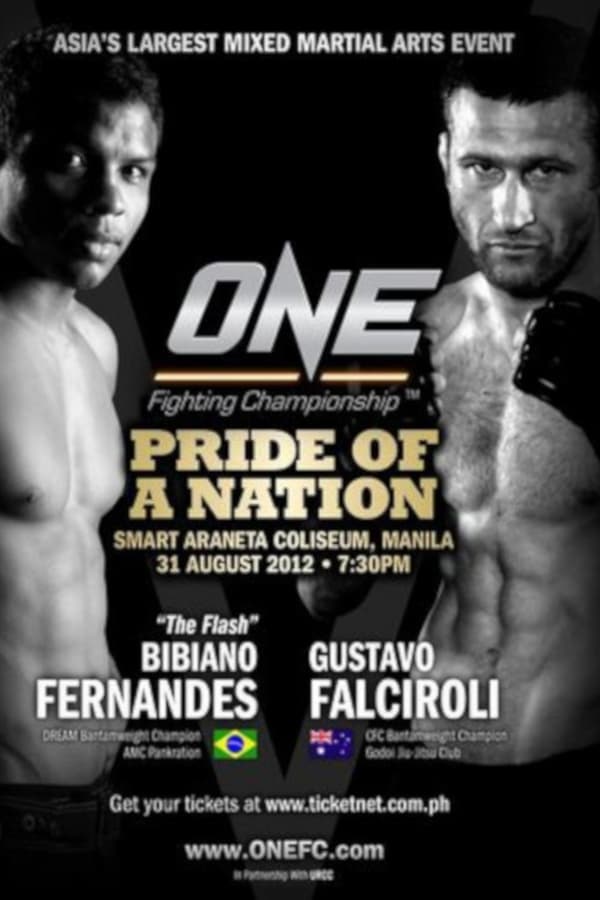 ASIA'S LARGEST MIXED MARTIAL ARTS EVENT
ONE
Fighting Championship ™
PRIDE OF
A NATION
SMART ARANETA COLISEUM, MANILA
31 AUGUST 2012 • 7:30PM
"The Flash"
BIBIANO
FERNANDES
DREAM Bantamweight Champion
AMC Pankration
GUSTAVO
FALCIROLI
CFC Bantamweight Champion
Godoi Jiu-Jitsu Club
Get your tickets at www.ticketnet.com.ph
www.ONEFC.com
In Partnership With URCC